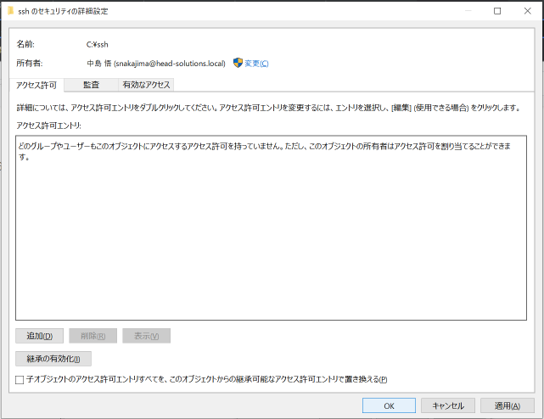 ssh のセキュリティの詳細設定
名前: C:¥ssh
所有者: 中島 悟 (snakajima@head-solutions.local) 変更(C)
アクセス許可 監査 有効なアクセス
詳細については、アクセス許可エントリをダブルクリックしてください。アクセス許可エントリを変更するには、エントリを選択し、[編集] (使用できる場合) をクリックします。
アクセス許可エントリ:
どのグループやユーザーもこのオブジェクトにアクセスするアクセス許可を持っていません。ただし、このオブジェクトの所有者はアクセス許可を割り当てることができま
す。
追加(D) 削除(R) 表示(V)
継承の有効化(I)
子オブジェクトのアクセス許可エントリすべてを、このオブジェクトからの継承可能なアクセス許可エントリで置き換える(P)
OK キャンセル 適用(A)